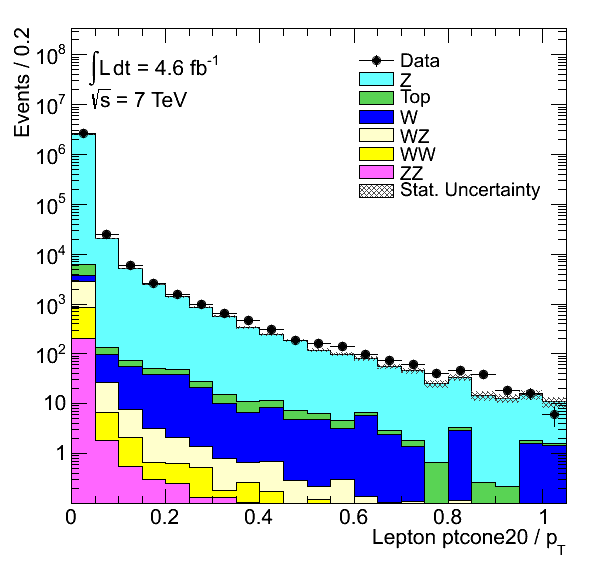 Events / 0.2
∫L dt = 4.6 fb⁻¹
√s = 7 TeV
Data
Z
Top
W
WZ
WW
ZZ
Stat. Uncertainty
10⁸
10⁷
10⁶
10⁵
10⁴
10³
10²
10
1
0 0.2 0.4 0.6 0.8 1
Lepton ptcone20 / p_T